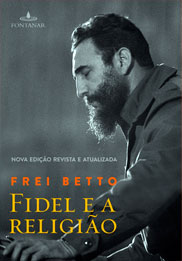 FONTANAR
NOVA EDIÇÃO REVISTA E ATUALIZADA
FREI BETTO
FIDEL E A
RELIGIÃO